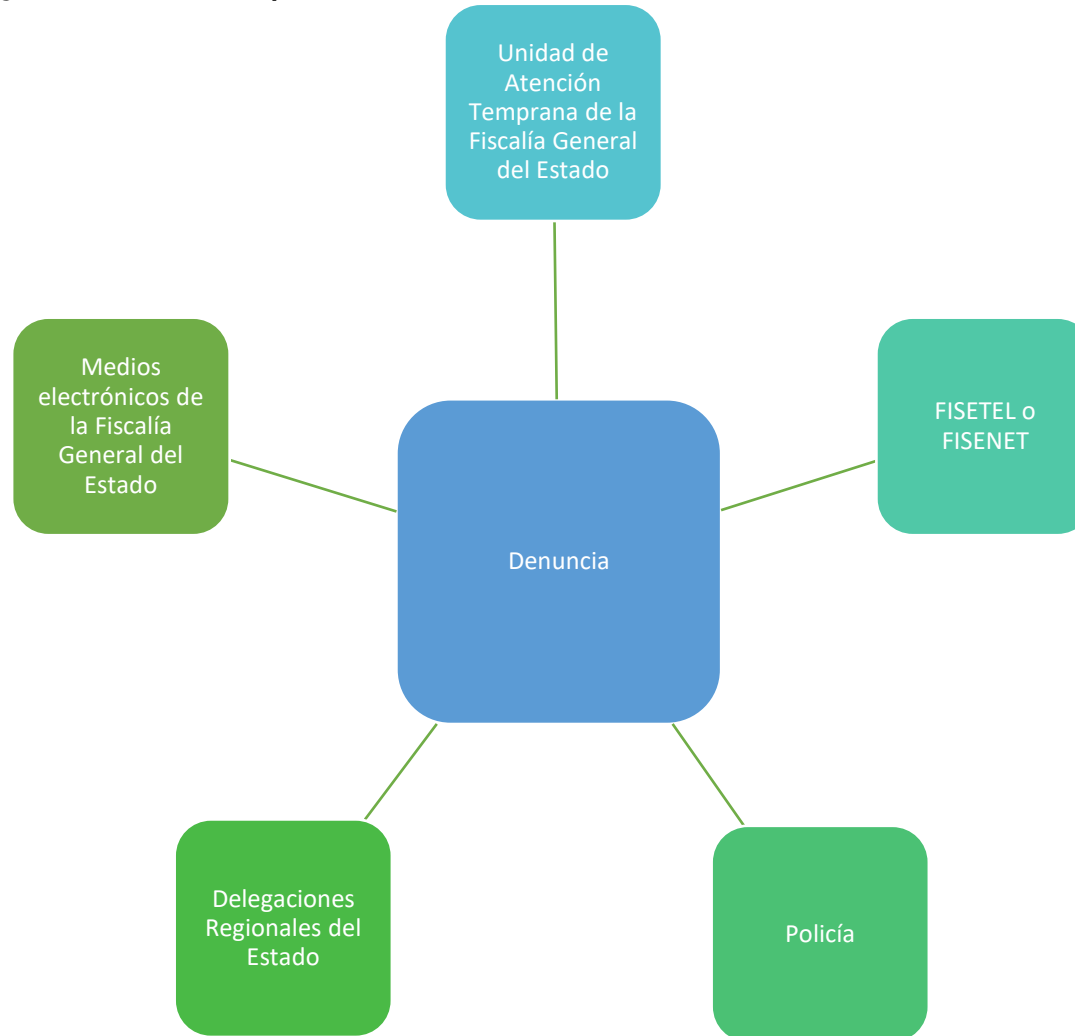 Unidad de
Atención
Temprana de la
Fiscalía General
del Estado
Medios
electrónicos de
la Fiscalía
General del
Estado
FISETEL o
FISENET
Denuncia
Delegaciones
Regionales del
Estado
Policía